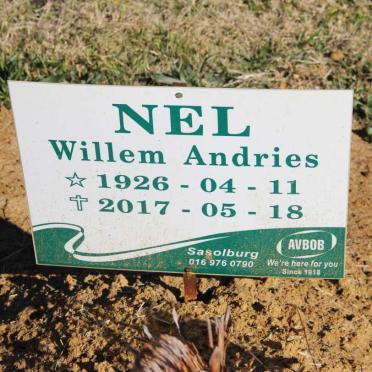 NEL
Willem Andries
☆ 1926 - 04 - 11
✝ 2017 - 05 - 18
Sasolburg
016 976 0790
AVBOB
We're here for you
Since 1918